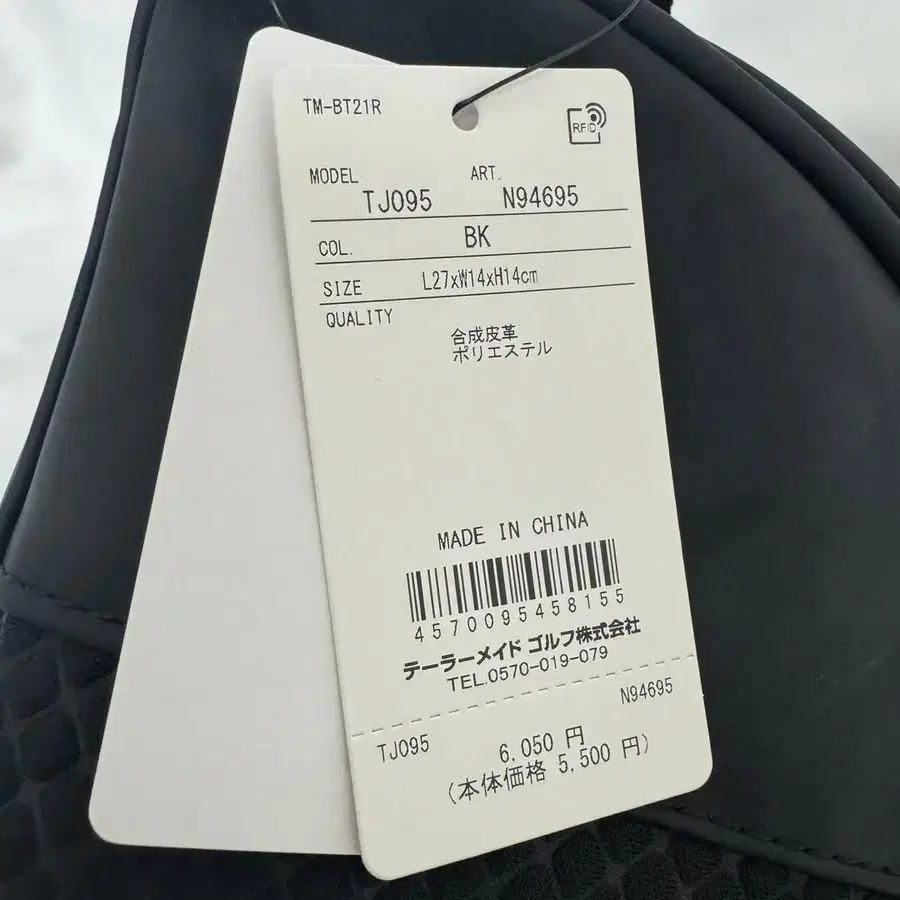 TM-BT21R
RFID
MODEL TJ095 ART. N94695
COL. BK
SIZE L27xW14xH14cm
QUALITY
合成皮革
ポリエステル
MADE IN CHINA
4570095458155
テーラーメイド ゴルフ株式会社
TEL.0570-019-079
N94695
TJ095 6,050 円
(本体価格 5,500 円)